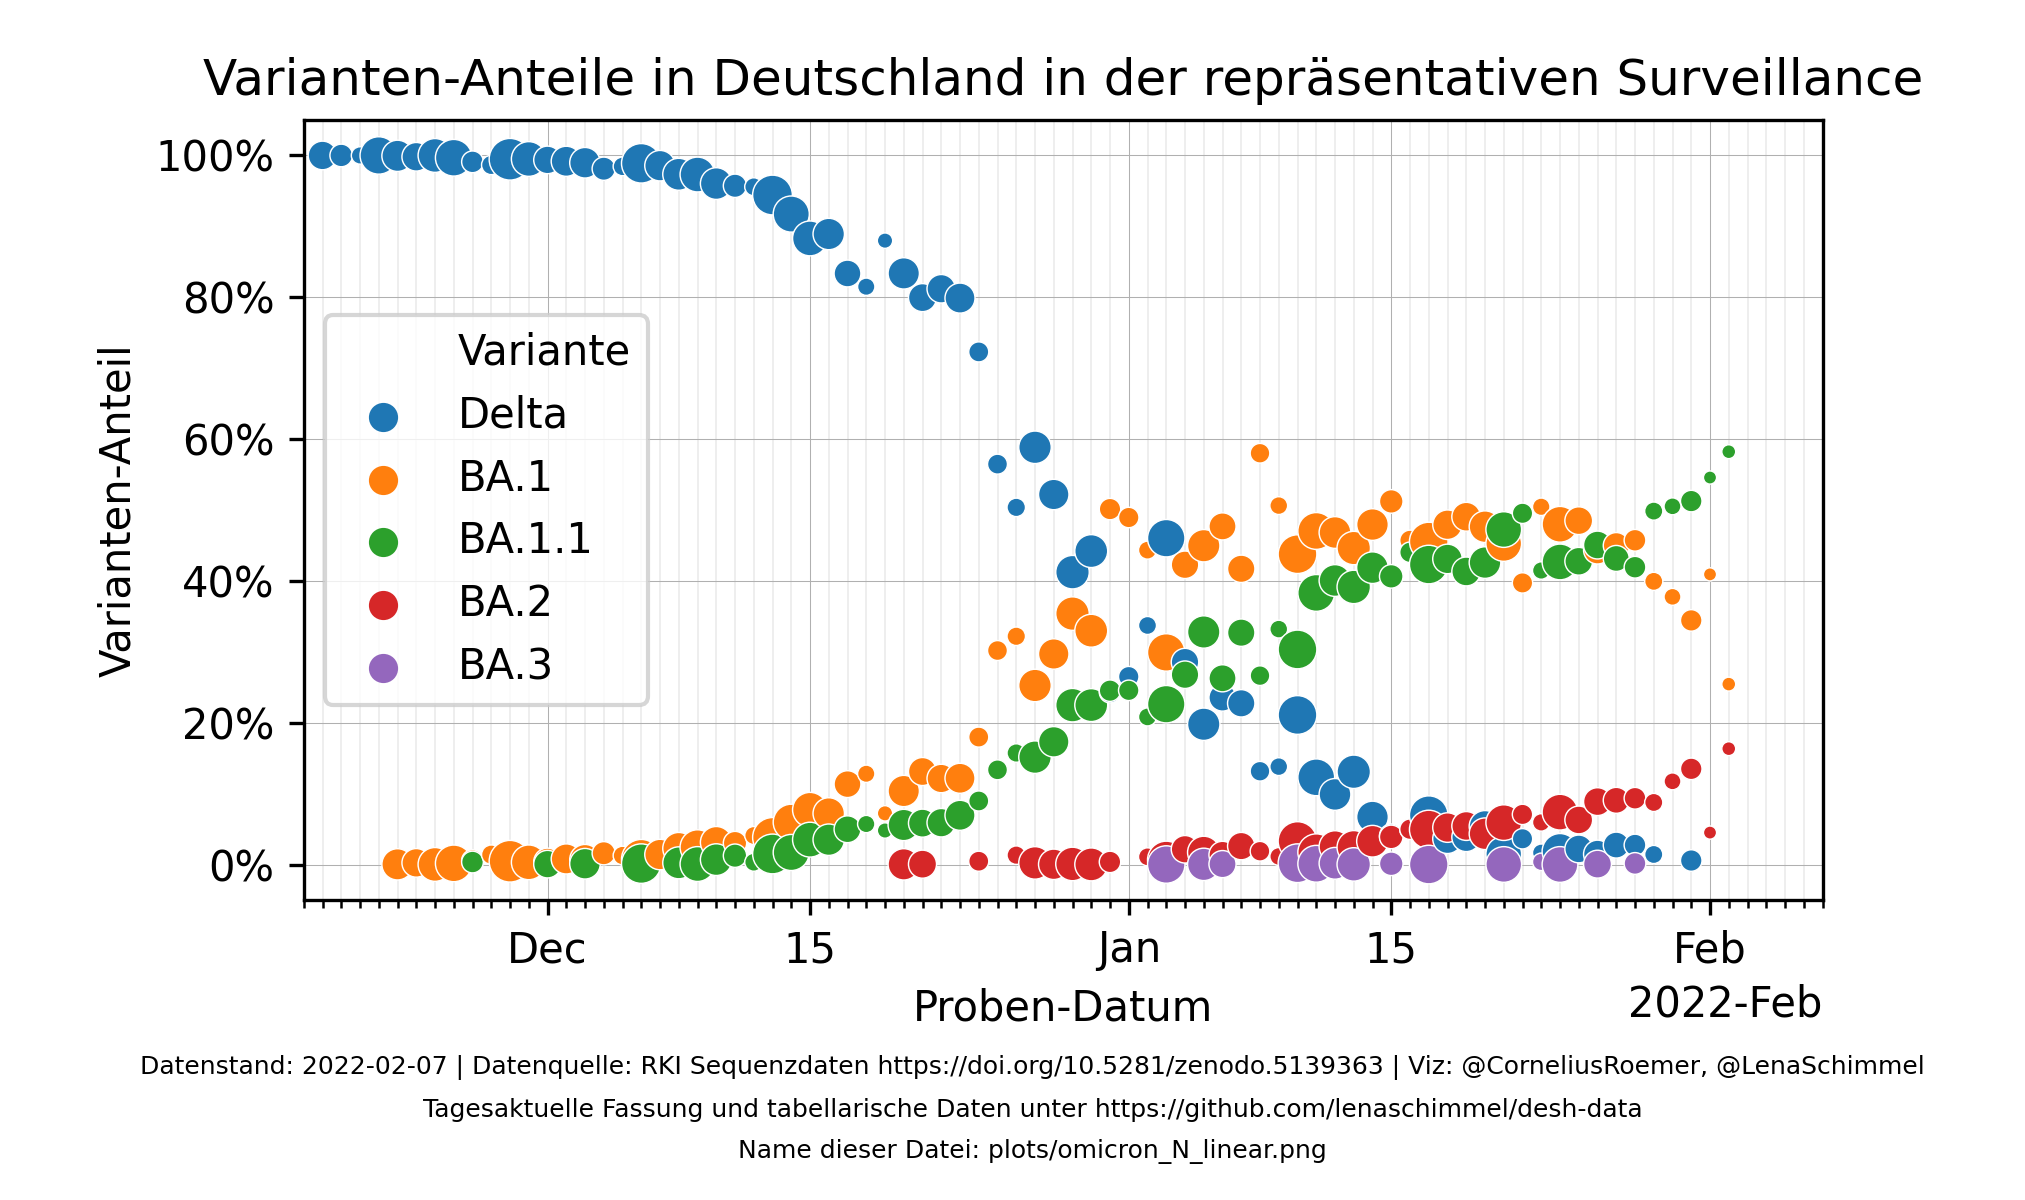 Varianten-Anteile in Deutschland in der repräsentativen Surveillance
100%
80%
60%
40%
20%
0%
Varianten-Anteil
Variante
Delta
BA.1
BA.1.1
BA.2
BA.3
Dec
15
Jan
15
Feb
Proben-Datum
2022-Feb
Datenstand: 2022-02-07 | Datenquelle: RKI Sequenzdaten https://doi.org/10.5281/zenodo.5139363 | Viz: @CorneliusRoemer, @LenaSchimmel
Tagesaktuelle Fassung und tabellarische Daten unter https://github.com/lenaschimmel/desh-data
Name dieser Datei: plots/omicron_N_linear.png